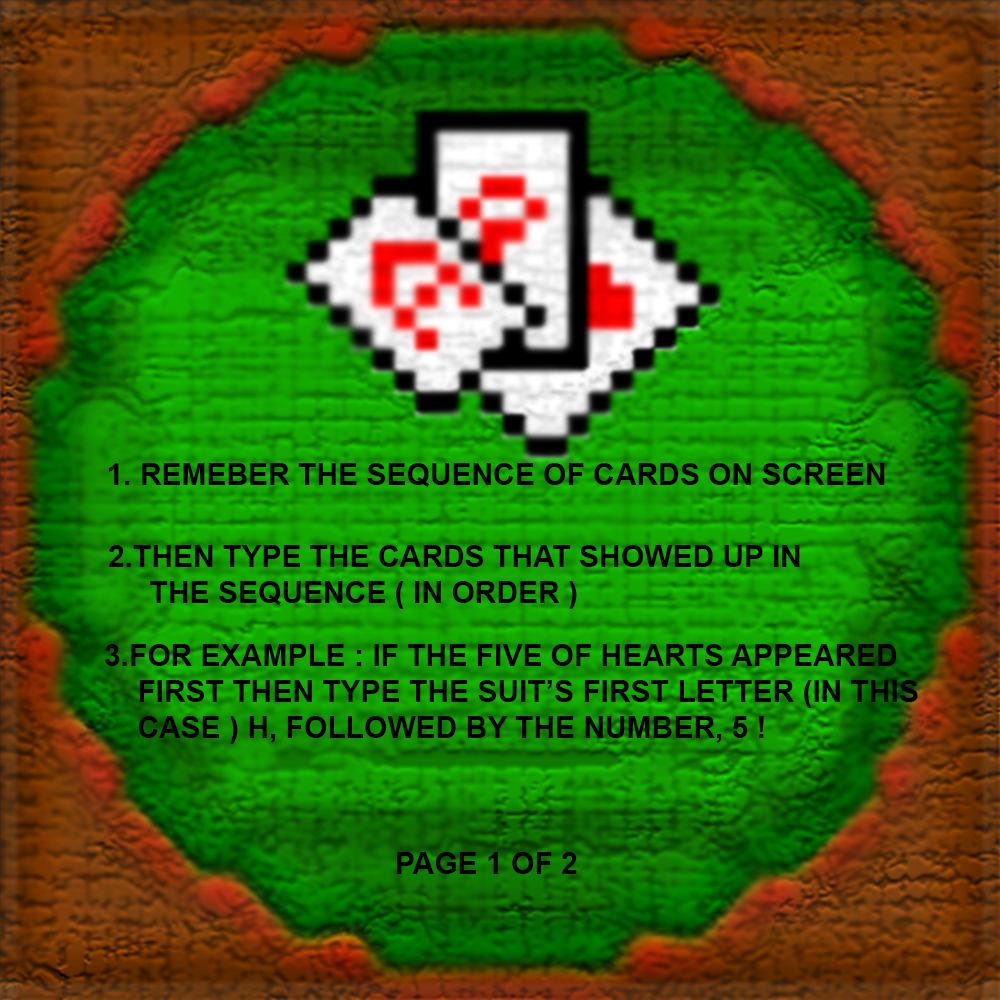 1. REMEBER THE SEQUENCE OF CARDS ON SCREEN
2.THEN TYPE THE CARDS THAT SHOWED UP IN
THE SEQUENCE ( IN ORDER )
3.FOR EXAMPLE : IF THE FIVE OF HEARTS APPEARED
FIRST THEN TYPE THE SUIT’S FIRST LETTER (IN THIS
CASE ) H, FOLLOWED BY THE NUMBER, 5 !
PAGE 1 OF 2